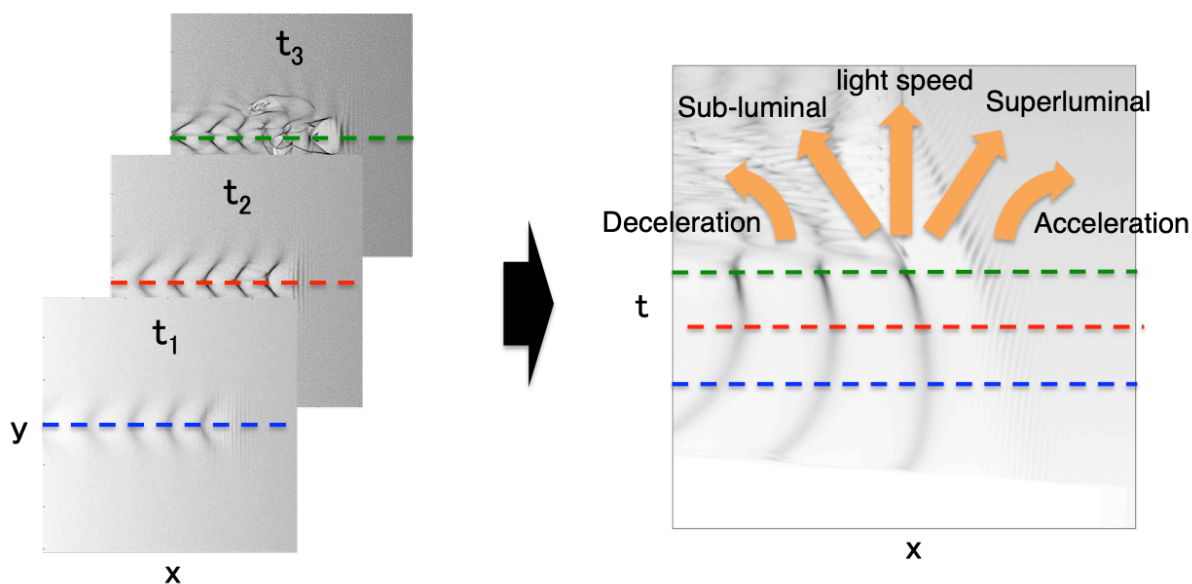 t3
t2
t1
y
x
light speed
Sub-luminal
Superluminal
Deceleration
Acceleration
t
x